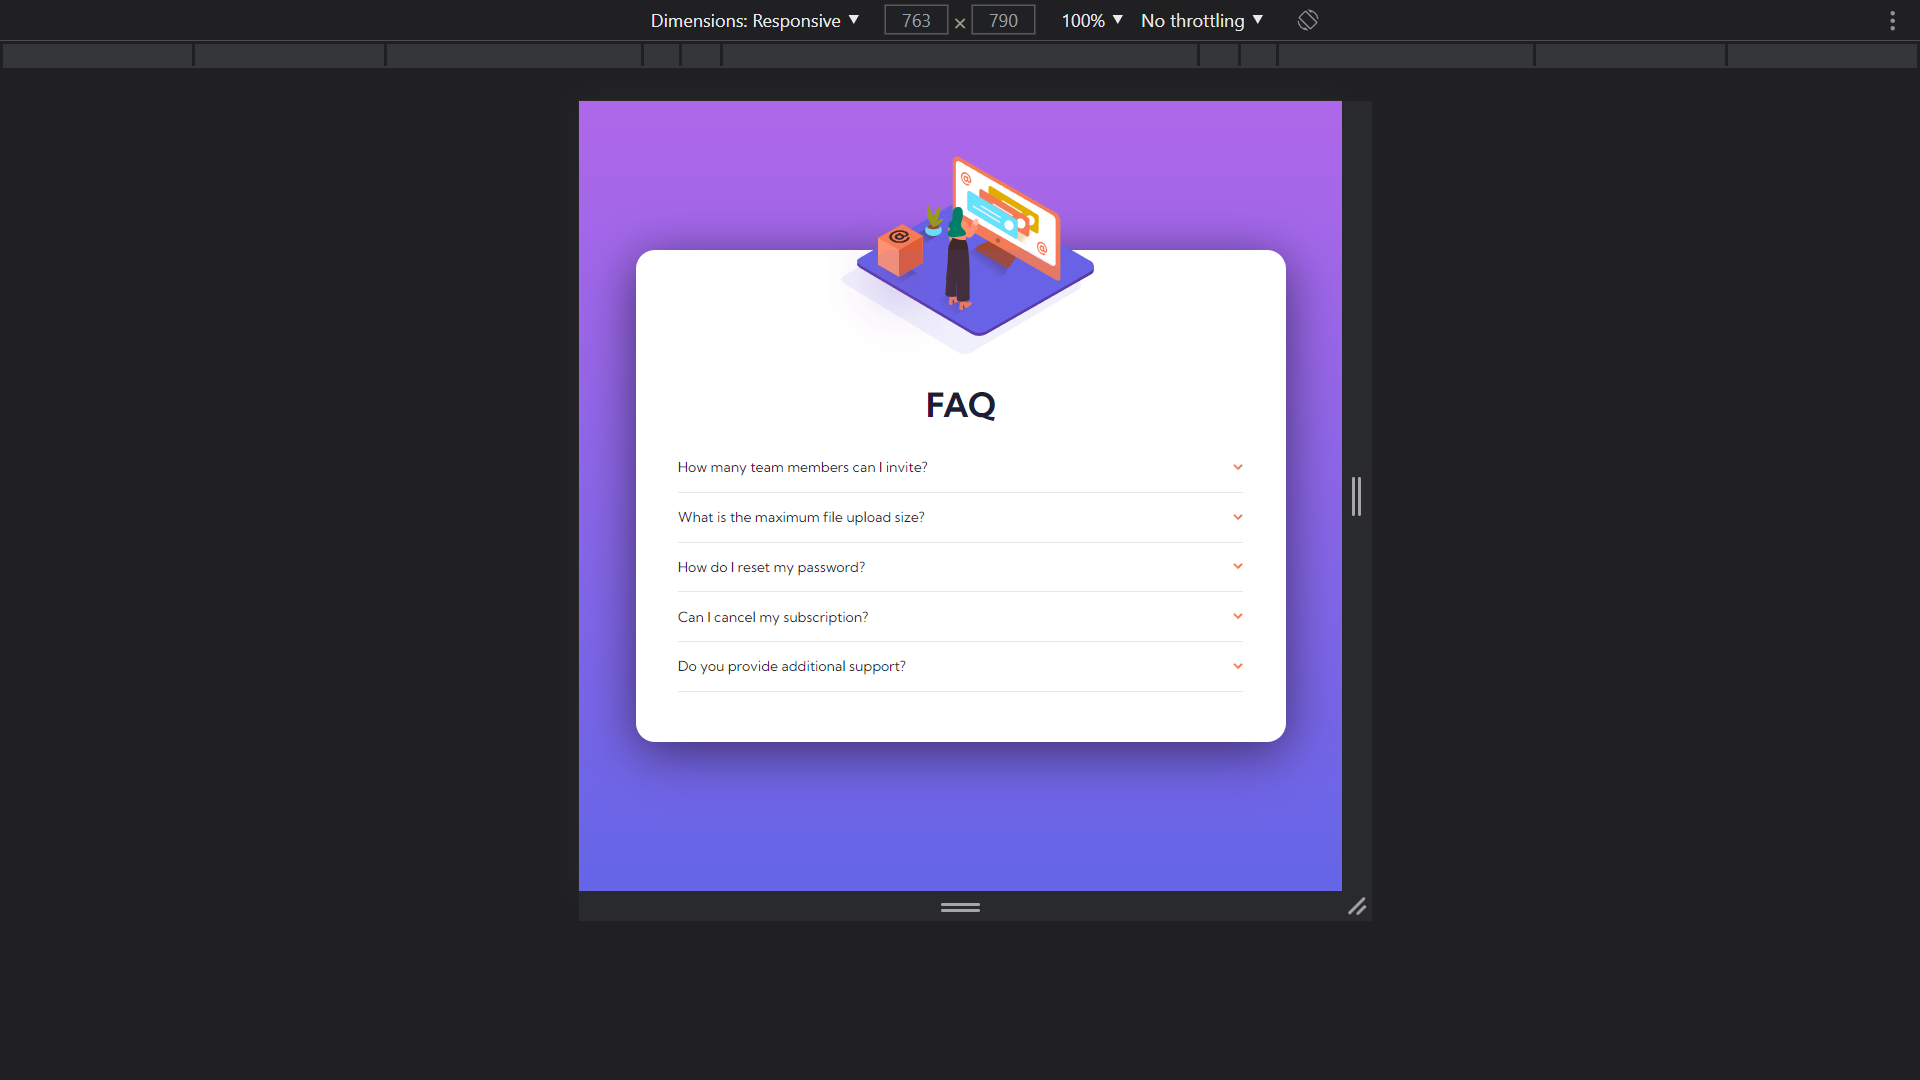 Dimensions: Responsive ▼ 763 × 790 100% ▼ No throttling ▼
@
@
@
FAQ
How many team members can I invite?
What is the maximum file upload size?
How do I reset my password?
Can I cancel my subscription?
Do you provide additional support?